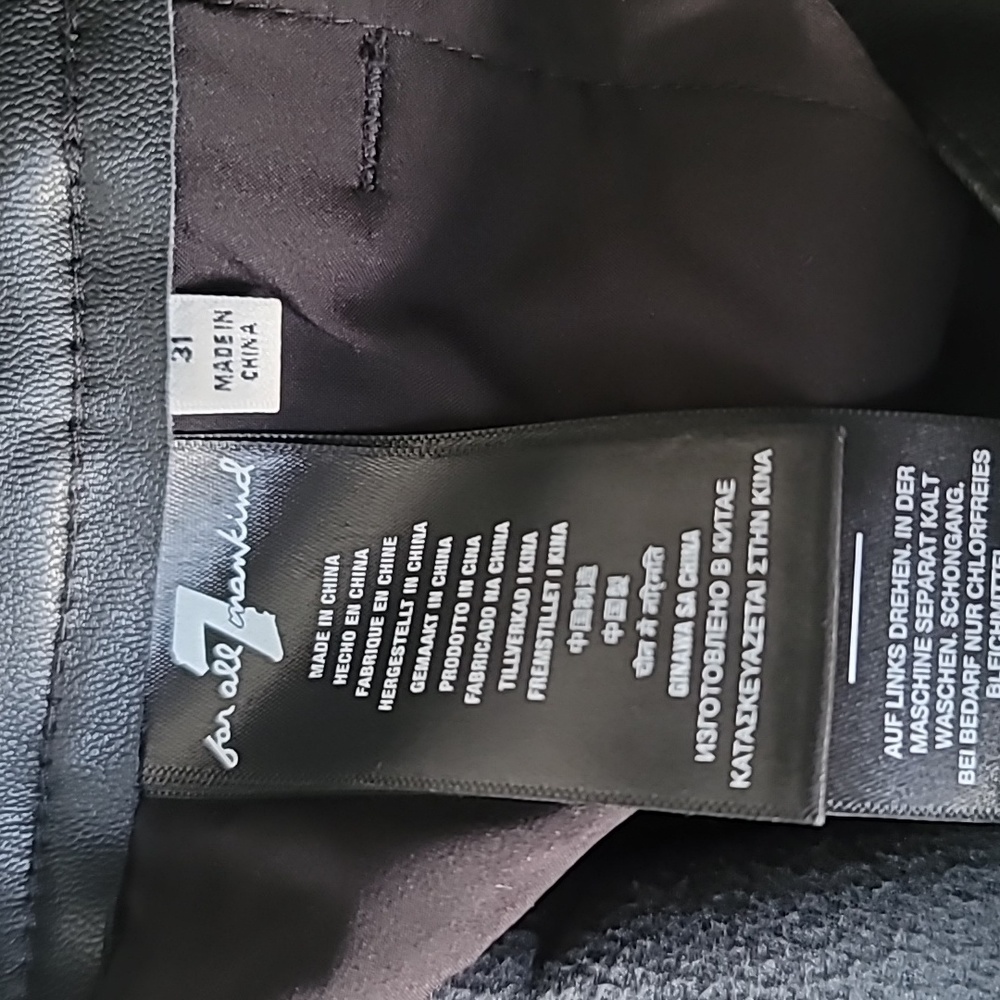 31
MADE IN
CHINA
7
for all mankind
MADE IN CHINA
HECHO EN CHINA
FABRIQUE EN CHINE
HERGESTELLT IN CHINA
GEMAAKT IN CHINA
PRODOTTO IN CINA
FABRICADO NA CHINA
TILLVERKAD I KINA
FREMSTILLET I KINA
中国制造
中国製
चीन में
GINAWA SA CHINA
ИЗГОТОВЛЕНО В КИТАЕ
ΚΑΤΑΣΚΕΥΑΖΕΤΑΙ ΣΤΗΝ ΚΙΝΑ
AUF LINKS DREHEN. IN DER
MASCHINE SEPARAT KALT
WASCHEN. SCHONGANG.
BEI BEDARF NUR CHLORFREIES